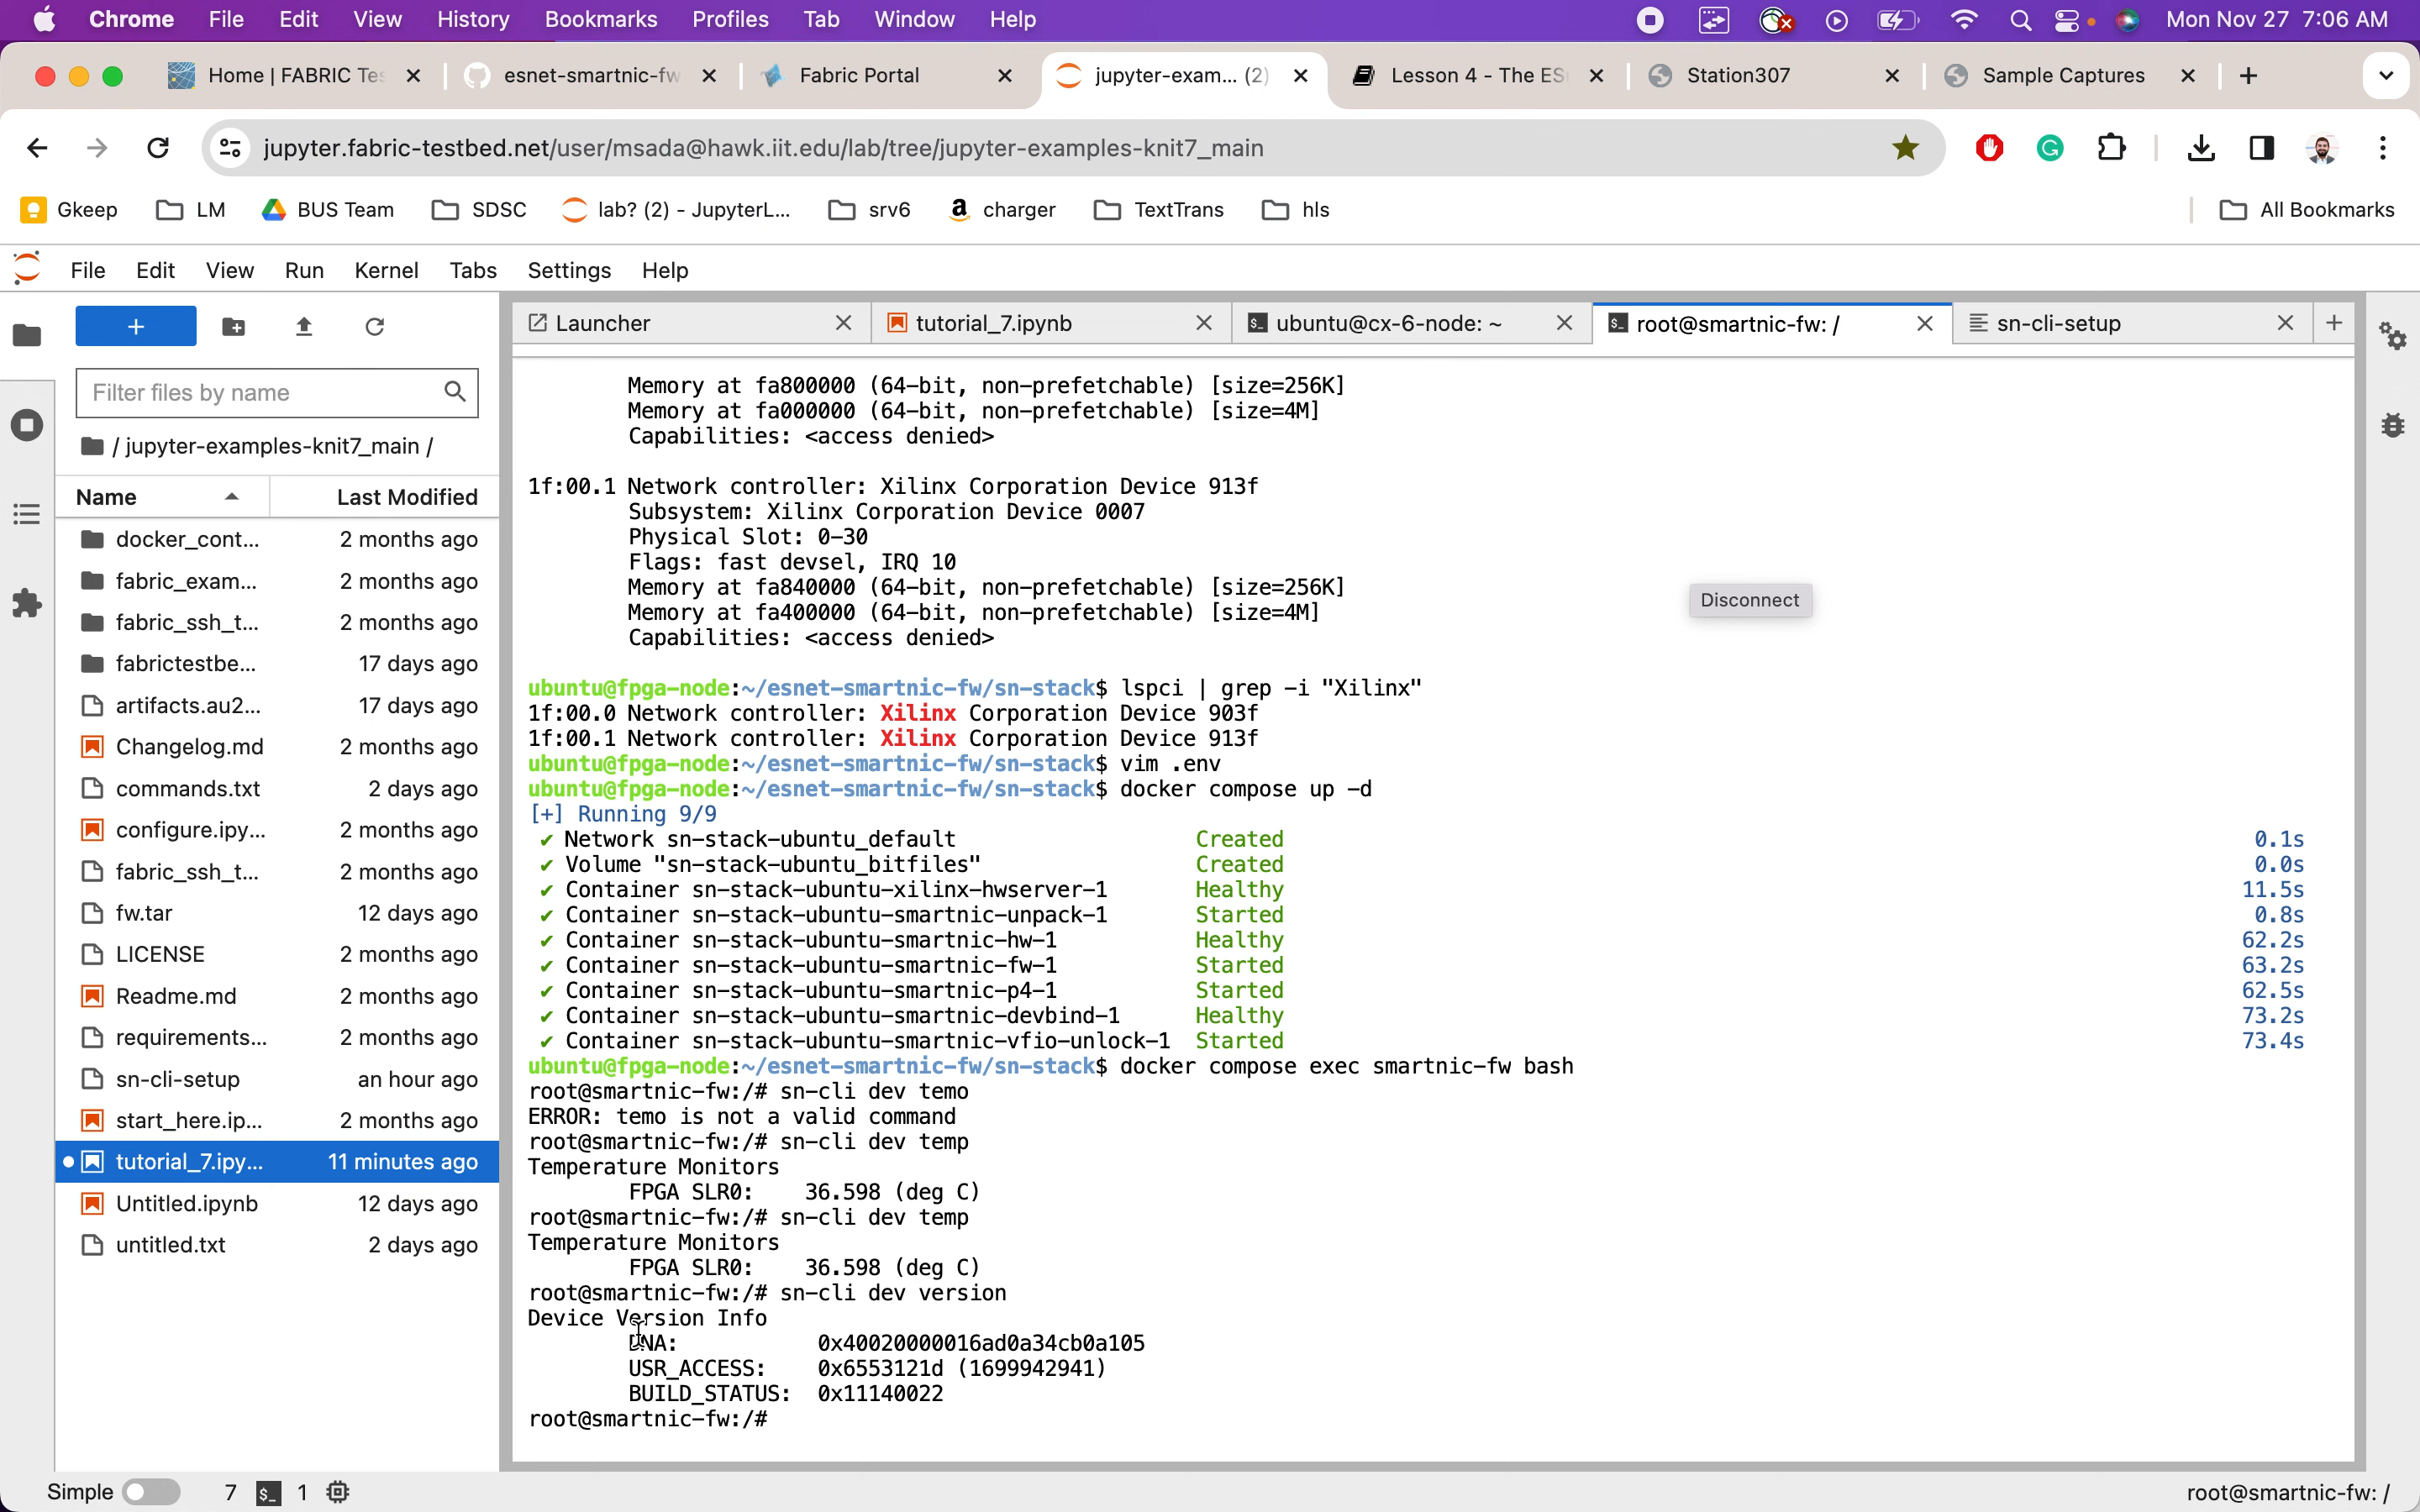 Chrome File Edit View History Bookmarks Profiles Tab Window Help Mon Nov 27 7:06 AM
Home | FABRIC Tes esnet-smartnic-fw Fabric Portal jupyter-exam... (2) Lesson 4 - The ES Station307 Sample Captures
jupyter.fabric-testbed.net/user/msada@hawk.iit.edu/lab/tree/jupyter-examples-knit7_main
Gkeep LM BUS Team SDSC lab? (2) - JupyterL... srv6 charger TextTrans hls All Bookmarks
File Edit View Run Kernel Tabs Settings Help
Filter files by name
/ jupyter-examples-knit7_main /
Name Last Modified
docker_cont... 2 months ago
fabric_exam... 2 months ago
fabric_ssh_t... 2 months ago
fabrictestbe... 17 days ago
artifacts.au2... 17 days ago
Changelog.md 2 months ago
commands.txt 2 days ago
configure.ipy... 2 months ago
fabric_ssh_t... 2 months ago
fw.tar 12 days ago
LICENSE 2 months ago
Readme.md 2 months ago
requirements... 2 months ago
sn-cli-setup an hour ago
start_here.ip... 2 months ago
tutorial_7.ipy... 11 minutes ago
Untitled.ipynb 12 days ago
untitled.txt 2 days ago
Launcher tutorial_7.ipynb ubuntu@cx-6-node: ~ root@smartnic-fw: / sn-cli-setup
Memory at fa800000 (64-bit, non-prefetchable) [size=256K]
Memory at fa000000 (64-bit, non-prefetchable) [size=4M]
Capabilities: <access denied>
1f:00.1 Network controller: Xilinx Corporation Device 913f
Subsystem: Xilinx Corporation Device 0007
Physical Slot: 0-30
Flags: fast devsel, IRQ 10
Memory at fa840000 (64-bit, non-prefetchable) [size=256K]
Memory at fa400000 (64-bit, non-prefetchable) [size=4M]
Capabilities: <access denied>
Disconnect
ubuntu@fpga-node:~/esnet-smartnic-fw/sn-stack$ lspci | grep -i "Xilinx"
1f:00.0 Network controller: Xilinx Corporation Device 903f
1f:00.1 Network controller: Xilinx Corporation Device 913f
ubuntu@fpga-node:~/esnet-smartnic-fw/sn-stack$ vim .env
ubuntu@fpga-node:~/esnet-smartnic-fw/sn-stack$ docker compose up -d
[+] Running 9/9
✔ Network sn-stack-ubuntu_default Created 0.1s
✔ Volume "sn-stack-ubuntu_bitfiles" Created 0.0s
✔ Container sn-stack-ubuntu-xilinx-hwserver-1 Healthy 11.5s
✔ Container sn-stack-ubuntu-smartnic-unpack-1 Started 0.8s
✔ Container sn-stack-ubuntu-smartnic-hw-1 Healthy 62.2s
✔ Container sn-stack-ubuntu-smartnic-fw-1 Started 63.2s
✔ Container sn-stack-ubuntu-smartnic-p4-1 Started 62.5s
✔ Container sn-stack-ubuntu-smartnic-devbind-1 Healthy 73.2s
✔ Container sn-stack-ubuntu-smartnic-vfio-unlock-1 Started 73.4s
ubuntu@fpga-node:~/esnet-smartnic-fw/sn-stack$ docker compose exec smartnic-fw bash
root@smartnic-fw:/# sn-cli dev temo
ERROR: temo is not a valid command
root@smartnic-fw:/# sn-cli dev temp
Temperature Monitors
FPGA SLR0: 36.598 (deg C)
root@smartnic-fw:/# sn-cli dev temp
Temperature Monitors
FPGA SLR0: 36.598 (deg C)
root@smartnic-fw:/# sn-cli dev version
Device Version Info
DNA: 0x40020000016ad0a34cb0a105
USR_ACCESS: 0x6553121d (1699942941)
BUILD_STATUS: 0x11140022
root@smartnic-fw:/#
Simple 7 1 root@smartnic-fw: /